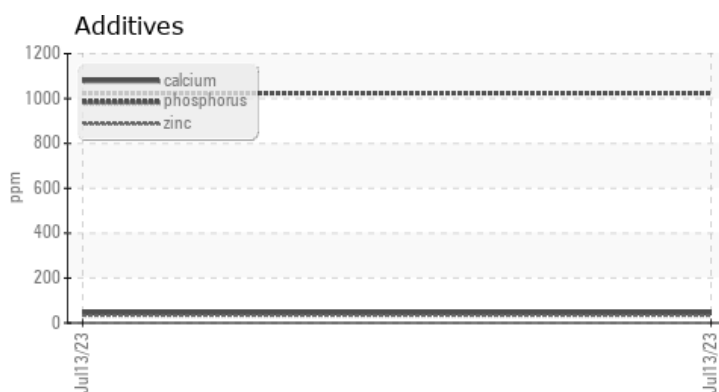 Additives
1200
1000
800
600
400
200
0
ppm
calcium
phosphorus
zinc
Jul13/23
Jul13/23